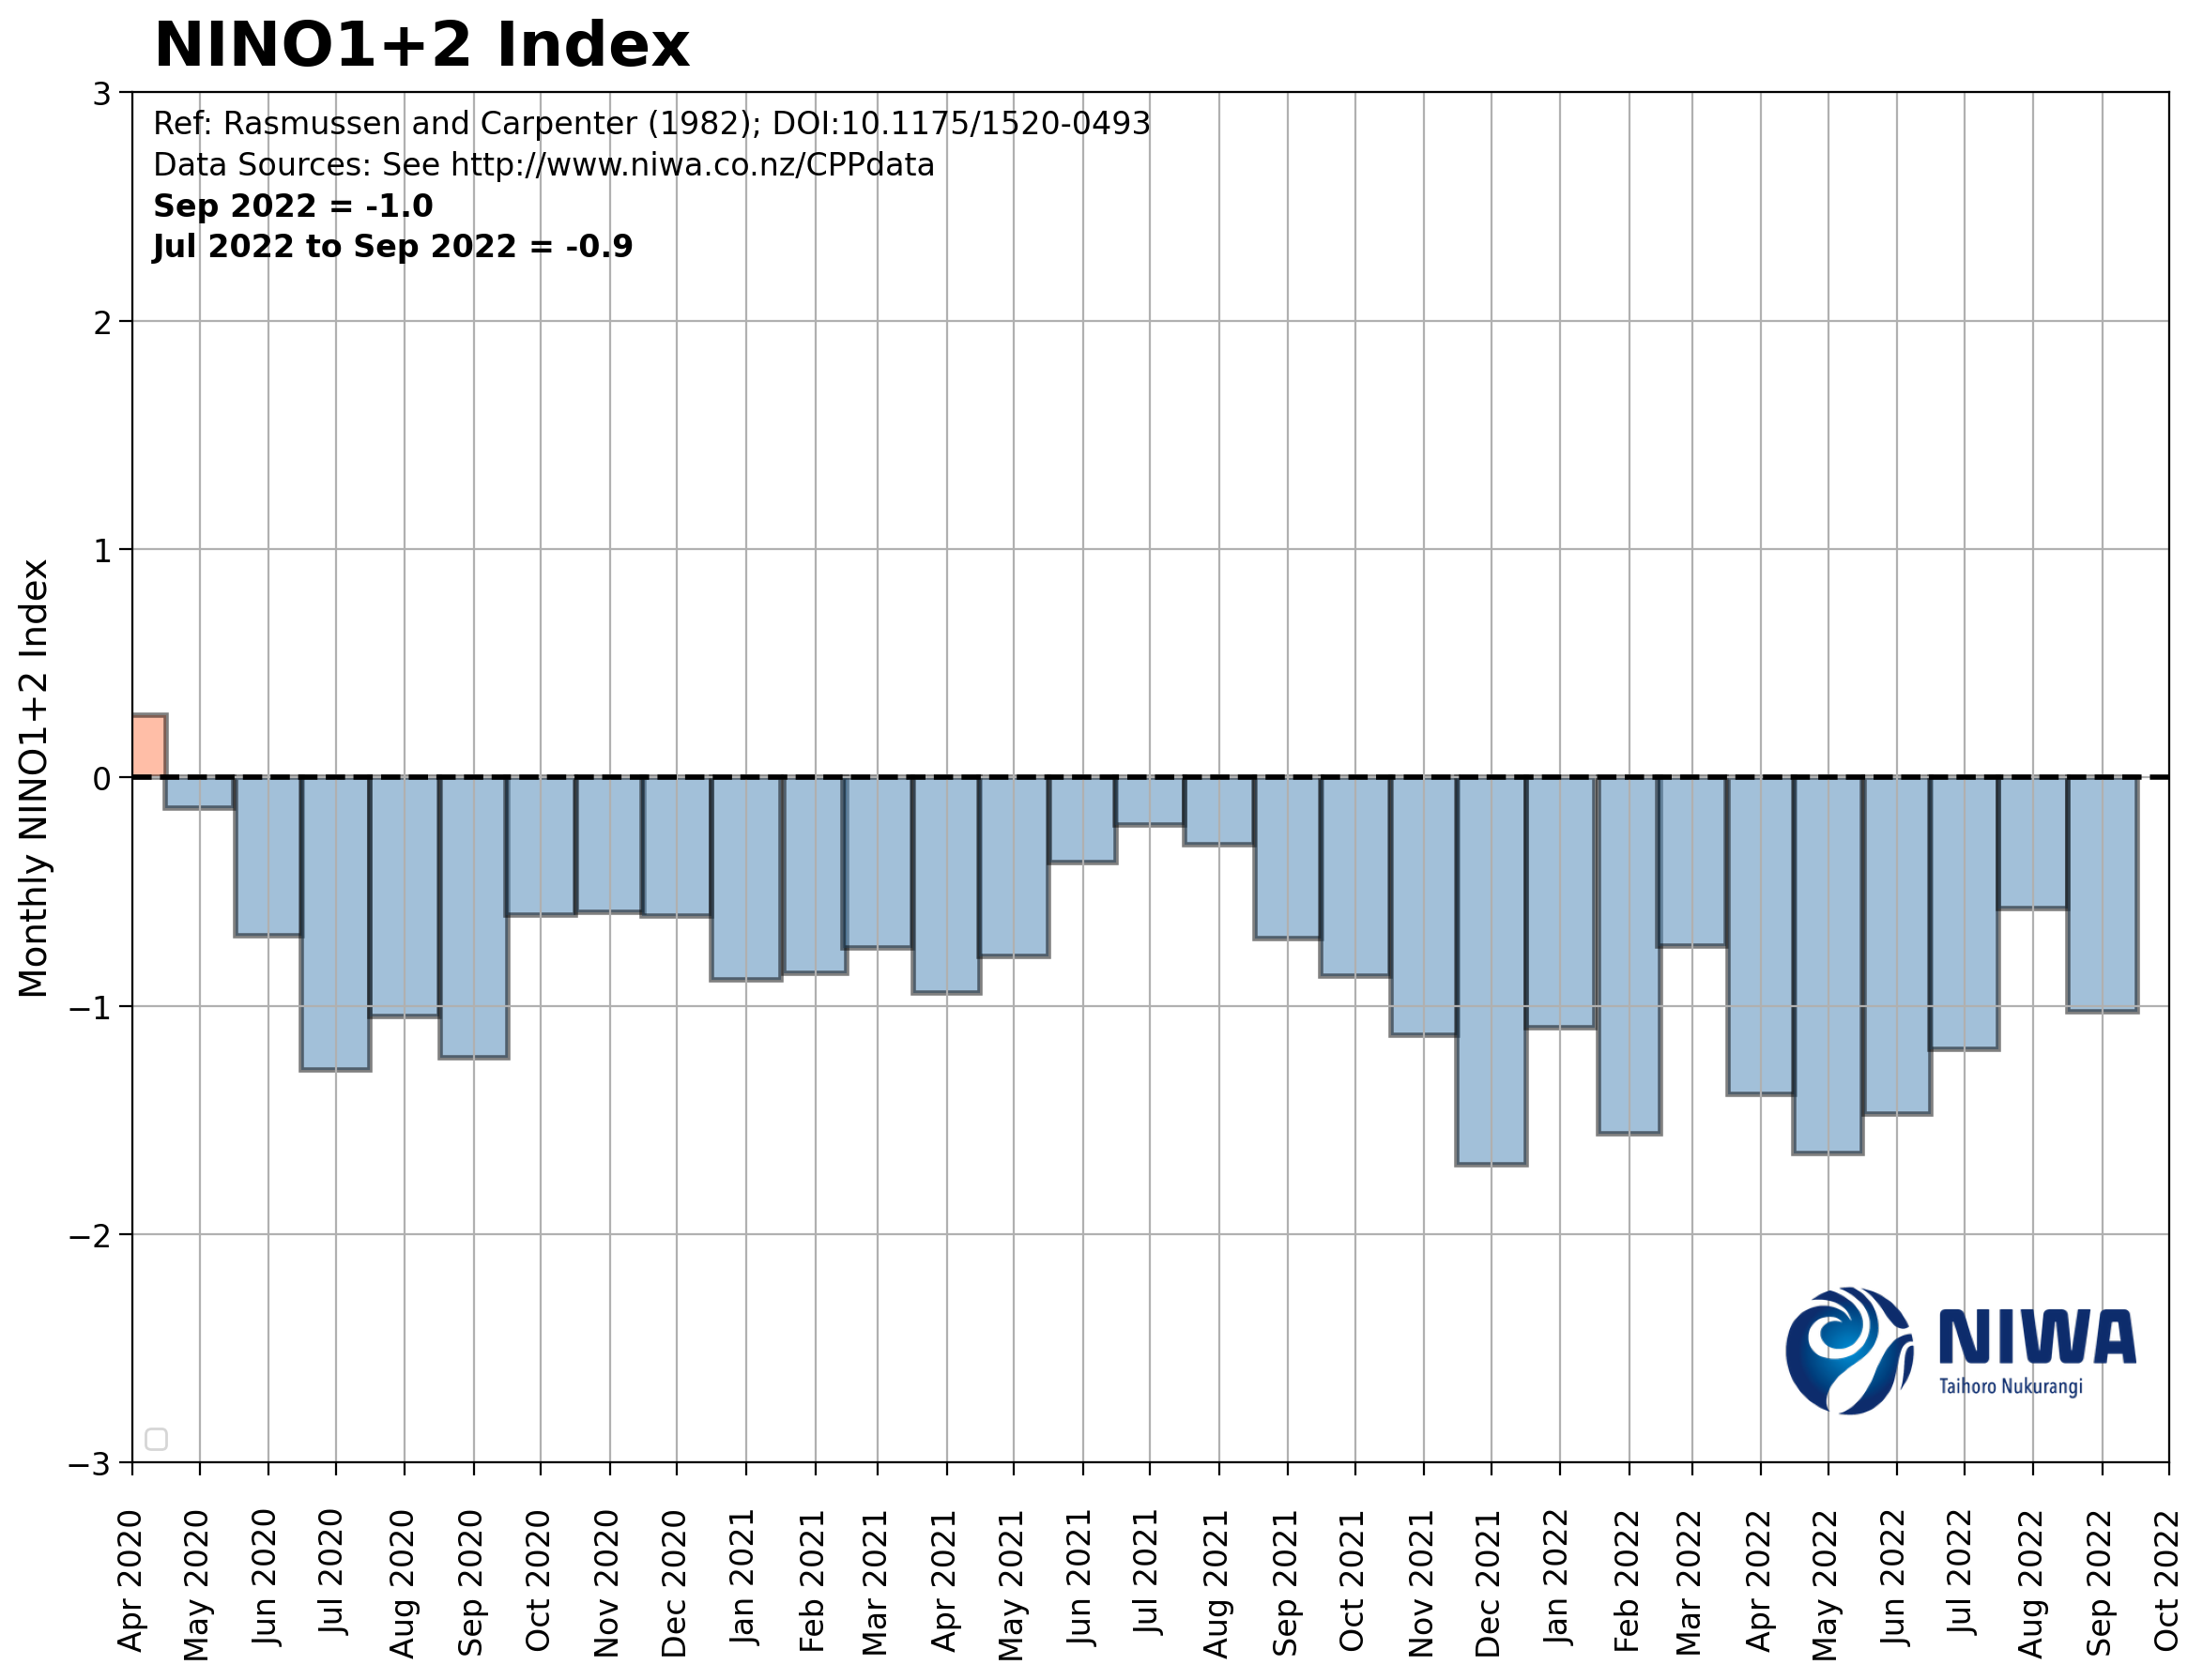 NINO1+2 Index
Ref: Rasmussen and Carpenter (1982); DOI:10.1175/1520-0493
Data Sources: See http://www.niwa.co.nz/CPPdata
Sep 2022 = -1.0
Jul 2022 to Sep 2022 = -0.9
Monthly NINO1+2 Index
3
2
1
0
−1
−2
−3
NIWA
Taihoro Nukurangi
Apr 2020
May 2020
Jun 2020
Jul 2020
Aug 2020
Sep 2020
Oct 2020
Nov 2020
Dec 2020
Jan 2021
Feb 2021
Mar 2021
Apr 2021
May 2021
Jun 2021
Jul 2021
Aug 2021
Sep 2021
Oct 2021
Nov 2021
Dec 2021
Jan 2022
Feb 2022
Mar 2022
Apr 2022
May 2022
Jun 2022
Jul 2022
Aug 2022
Sep 2022
Oct 2022